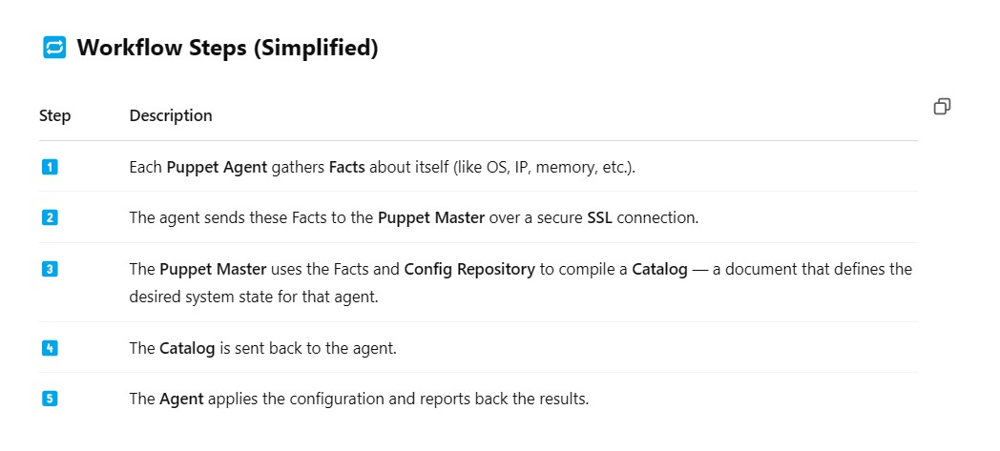 🔁 Workflow Steps (Simplified)
Step Description
1 Each Puppet Agent gathers Facts about itself (like OS, IP, memory, etc.).
2 The agent sends these Facts to the Puppet Master over a secure SSL connection.
3 The Puppet Master uses the Facts and Config Repository to compile a Catalog — a document that defines the
desired system state for that agent.
4 The Catalog is sent back to the agent.
5 The Agent applies the configuration and reports back the results.